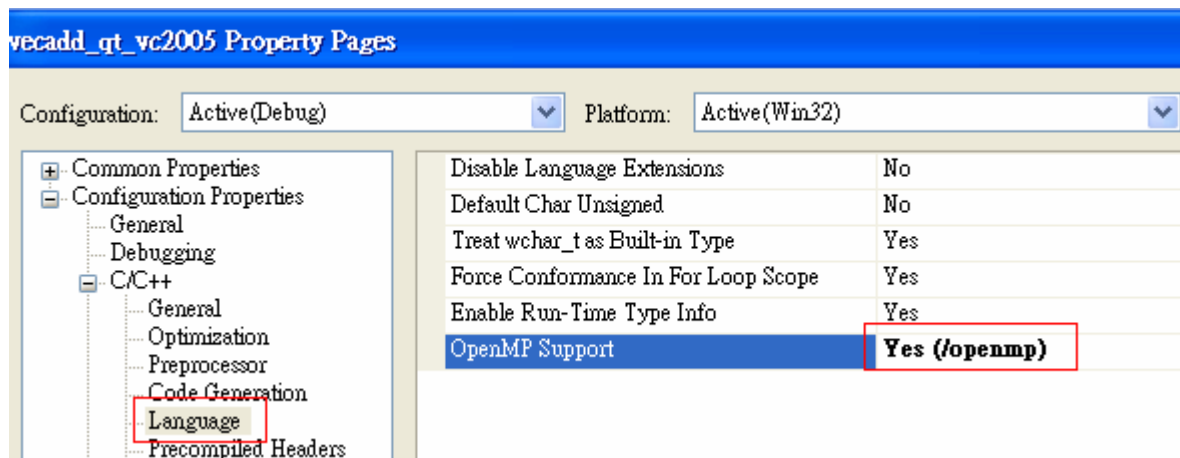 vecadd_qt_vc2005 Property Pages
Configuration: Active(Debug) Platform: Active(Win32)
Common Properties
Configuration Properties
General
Debugging
C/C++
General
Optimization
Preprocessor
Code Generation
Language
Precompiled Headers
Disable Language Extensions No
Default Char Unsigned No
Treat wchar_t as Built-in Type Yes
Force Conformance In For Loop Scope Yes
Enable Run-Time Type Info Yes
OpenMP Support Yes (/openmp)